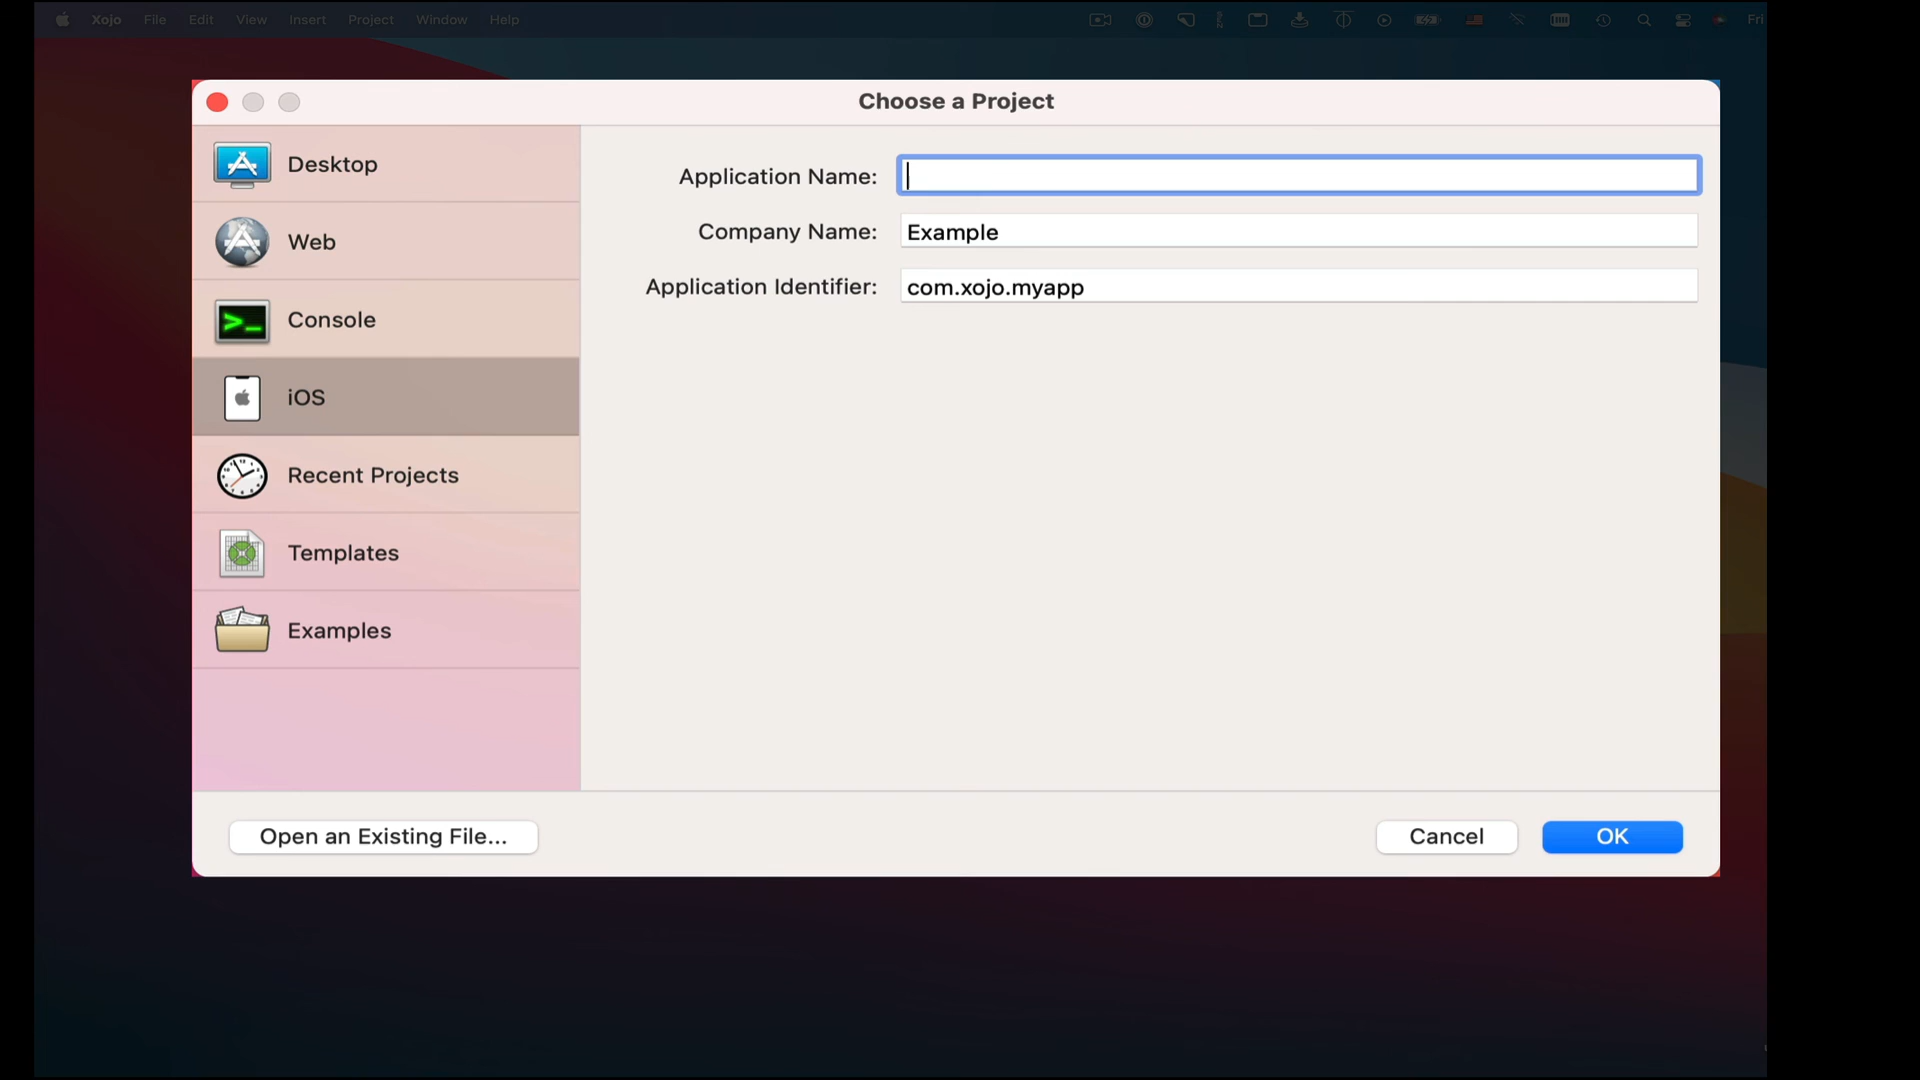 Xojo File Edit View Insert Project Window Help Fri
Choose a Project
Desktop
Web
Console
iOS
Recent Projects
Templates
Examples
Application Name:
Company Name: Example
Application Identifier: com.xojo.myapp
Open an Existing File...
Cancel
OK